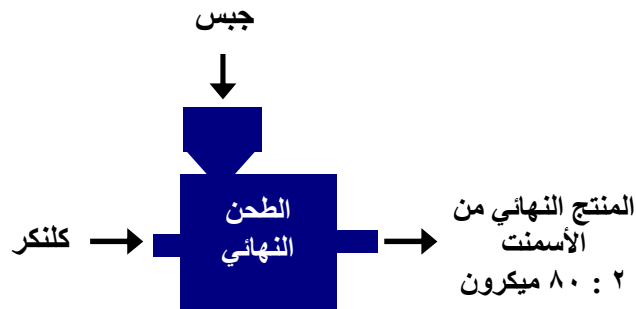 جبس
الطحن
النهائي
كلنكر
المنتج النهائي من
الأسمنت
٢ : ٨٠ ميكرون